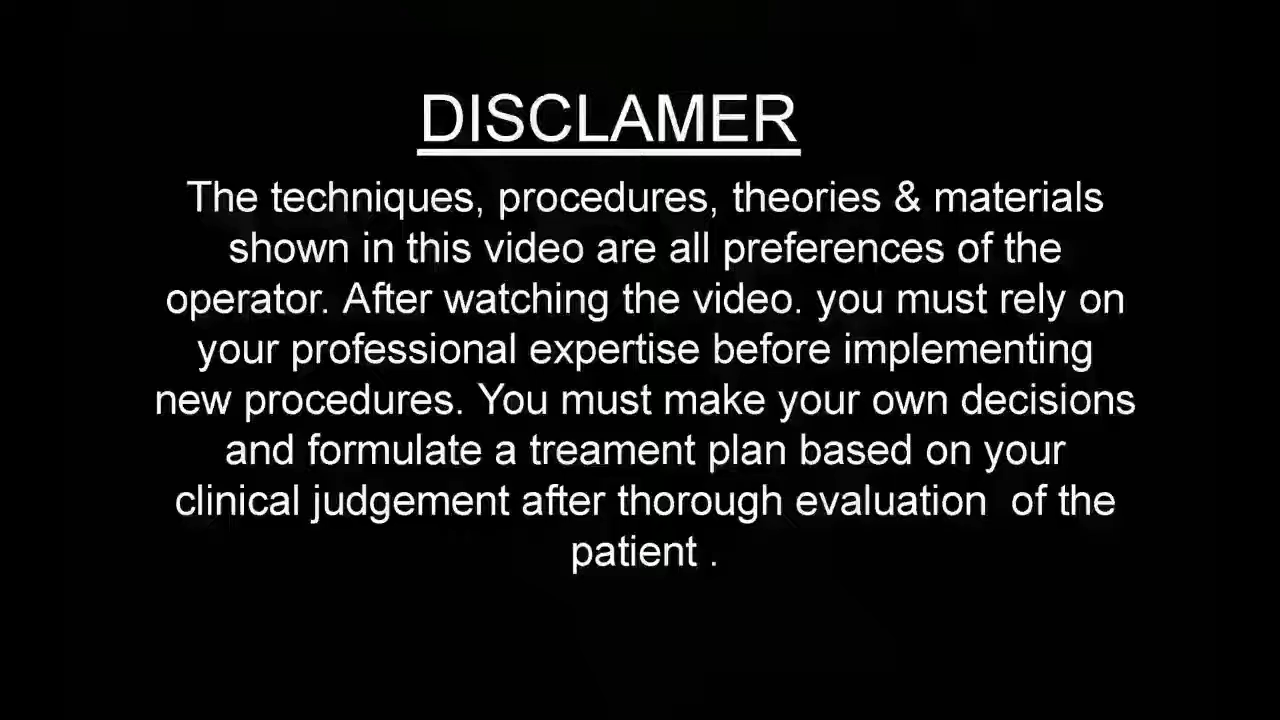 DISCLAMER
The techniques, procedures, theories & materials
shown in this video are all preferences of the
operator. After watching the video. you must rely on
your professional expertise before implementing
new procedures. You must make your own decisions
and formulate a treament plan based on your
clinical judgement after thorough evaluation  of the
patient .